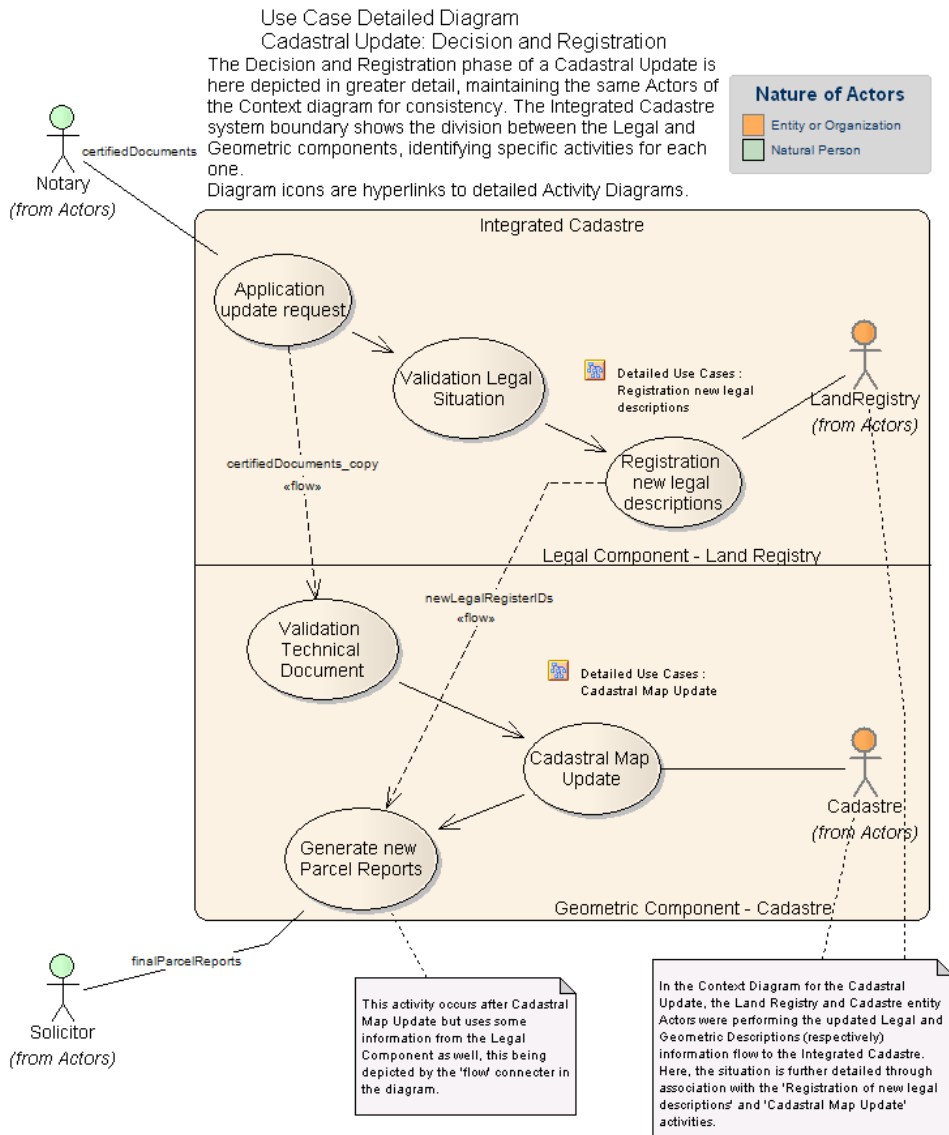 Use Case Detailed Diagram
Cadastral Update: Decision and Registration
The Decision and Registration phase of a Cadastral Update is
here depicted in greater detail, maintaining the same Actors of
the Context diagram for consistency. The Integrated Cadastre
system boundary shows the division between the Legal and
Geometric components, identifying specific activities for each
one.
Diagram icons are hyperlinks to detailed Activity Diagrams.
Nature of Actors
Entity or Organization
Natural Person
certifiedDocuments
Notary
(from Actors)
Integrated Cadastre
Application
update request
Validation Legal
Situation
Detailed Use Cases :
Registration new legal
descriptions
LandRegistry
(from Actors)
certifiedDocuments_copy
«flow»
Registration
new legal
descriptions
Legal Component - Land Registry
newLegalRegisterIDs
«flow»
Validation
Technical
Document
Detailed Use Cases :
Cadastral Map Update
Cadastral Map
Update
Cadastre
(from Actors)
Generate new
Parcel Reports
Geometric Component - Cadastre
finalParcelReports
Solicitor
(from Actors)
This activity occurs after Cadastral
Map Update but uses some
information from the Legal
Component as well, this being
depicted by the 'flow' connecter in
the diagram.
In the Context Diagram for the Cadastral
Update, the Land Registry and Cadastre entity
Actors were performing the updated Legal and
Geometric Descriptions (respectively)
information flow to the Integrated Cadastre.
Here, the situation is further detailed through
association with the 'Registration of new legal
descriptions' and 'Cadastral Map Update'
activities.